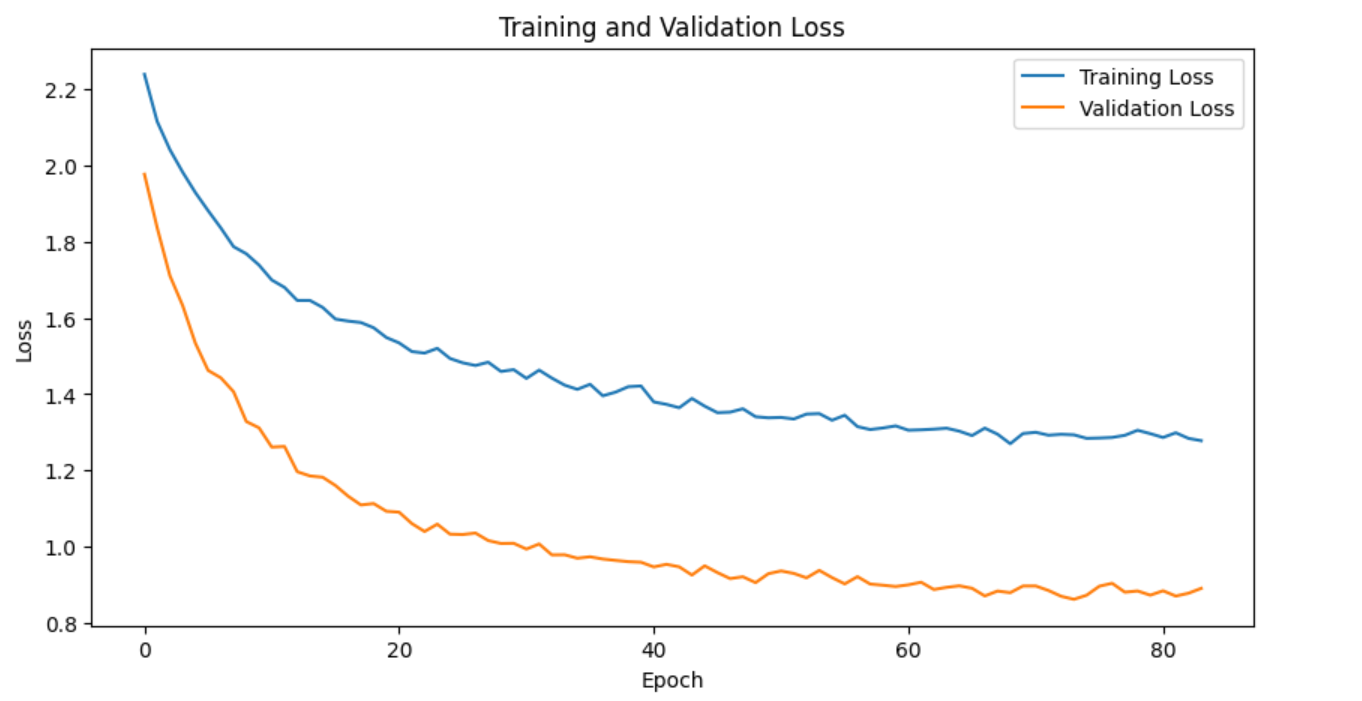 Training and Validation Loss
Training Loss
Validation Loss
2.2
2.0
1.8
1.6
1.4
1.2
1.0
0.8
Loss
0 20 40 60 80
Epoch